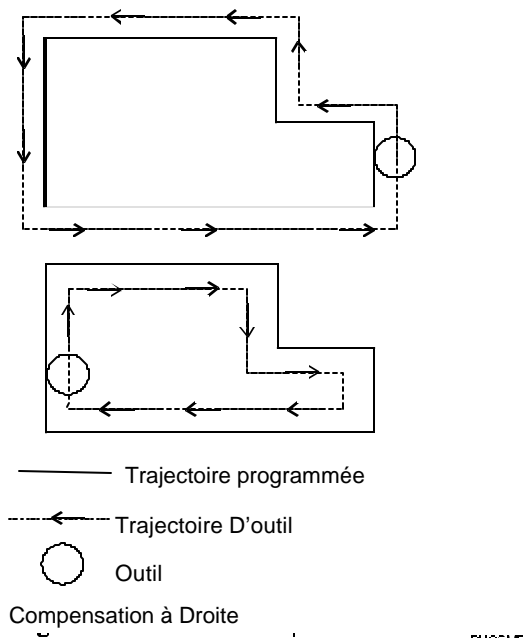 Trajectoire programmée
Trajectoire D'outil
Outil
Compensation à Droite